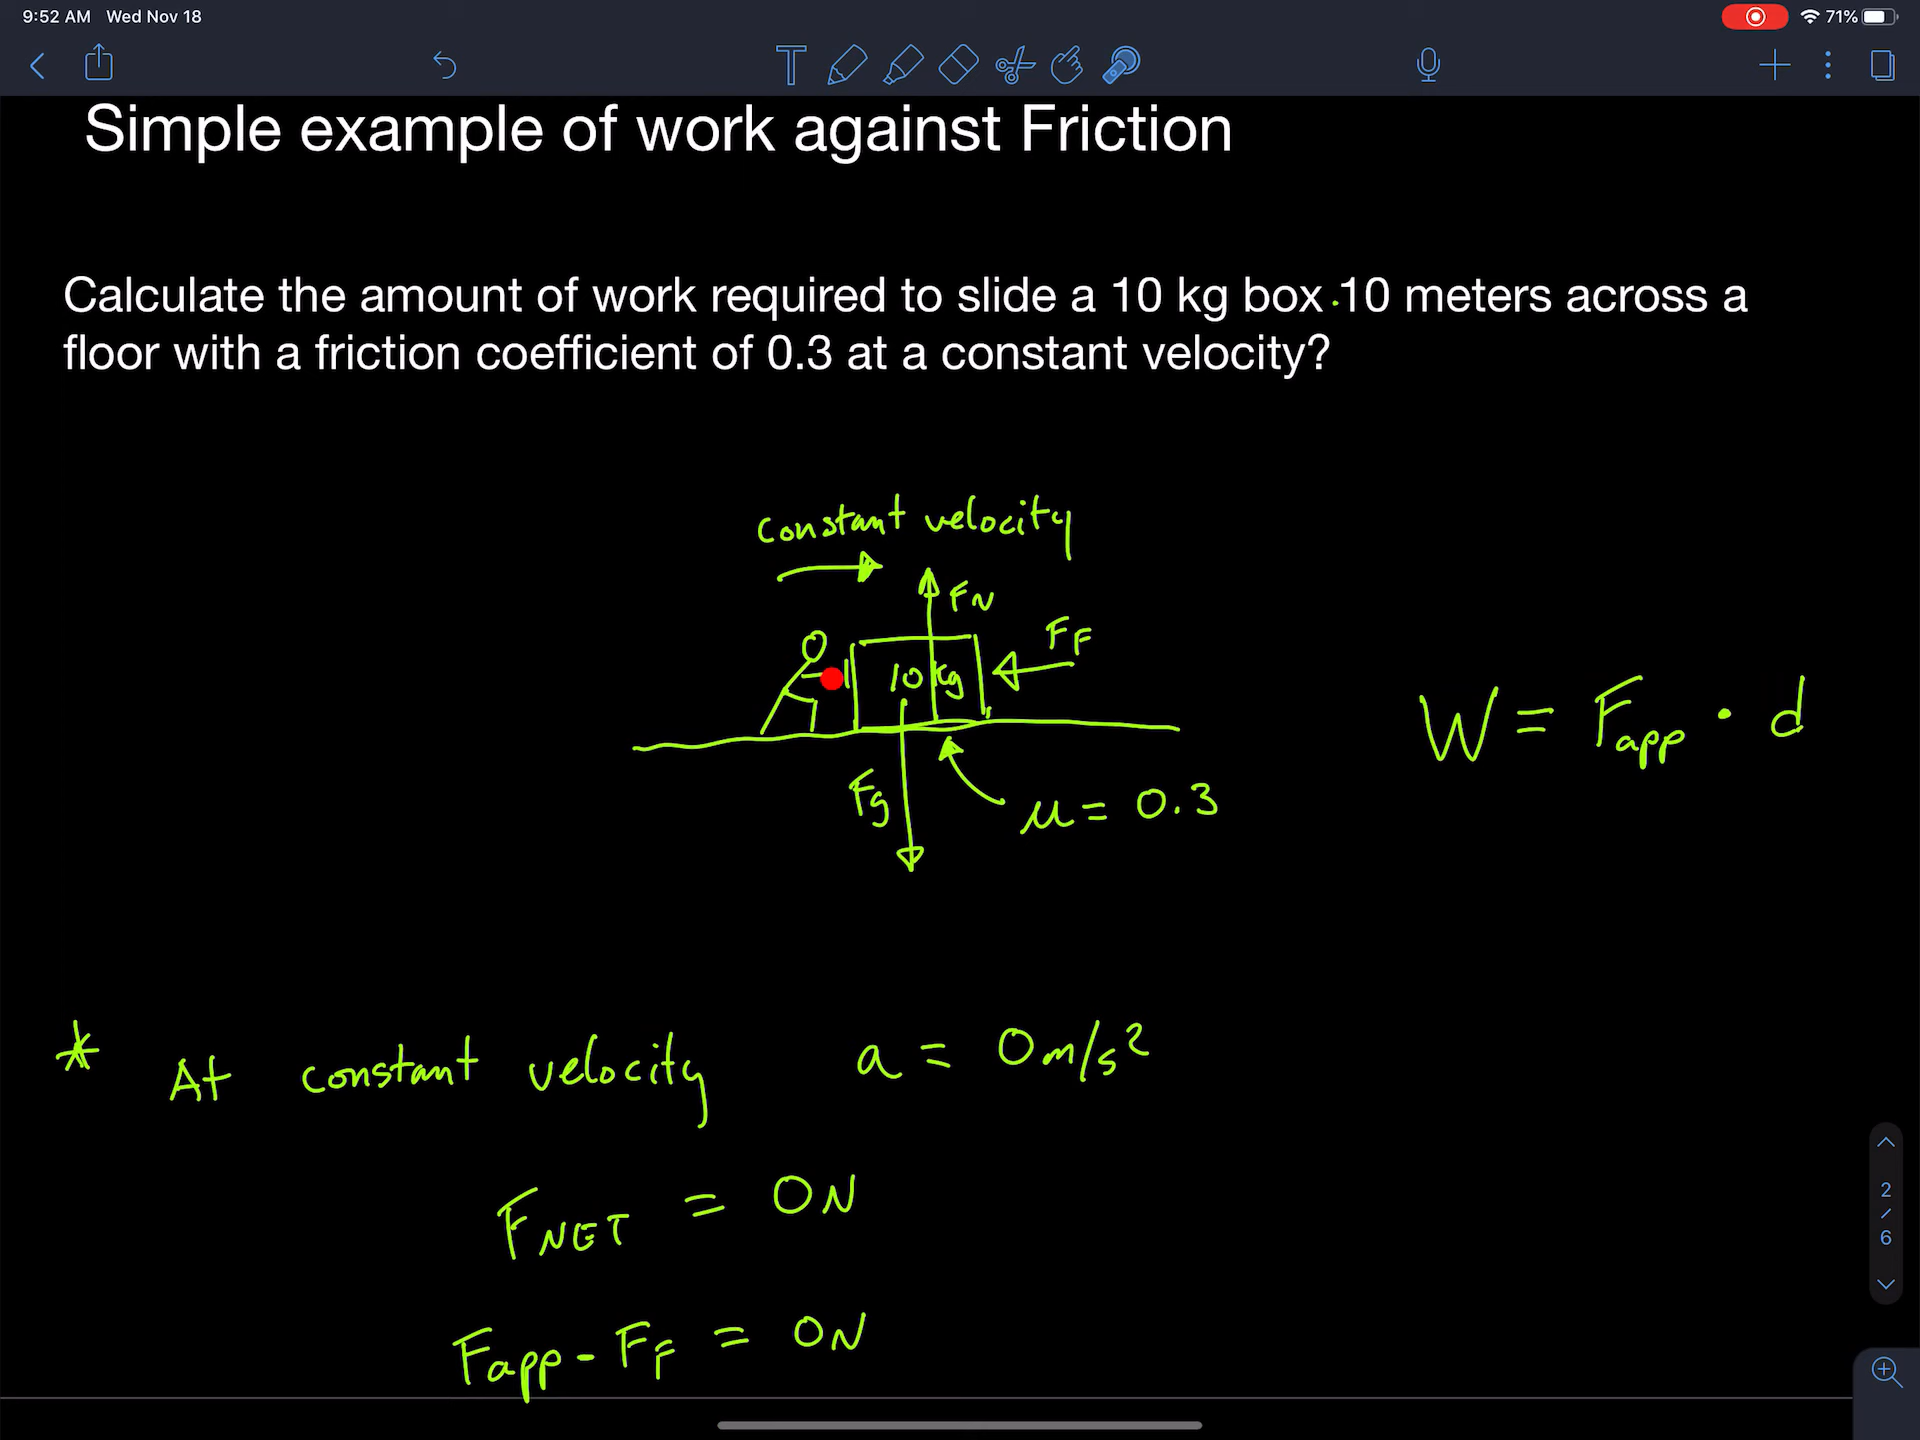 9:52 AM Wed Nov 18
71%
Simple example of work against Friction
Calculate the amount of work required to slide a 10 kg box 10 meters across a
floor with a friction coefficient of 0.3 at a constant velocity?
Constant velocity
FN
FF
10 kg
W = Fapp · d
Fg
μ = 0.3
* At constant velocity a = 0 m/s²
FNET = 0N
Fapp - FF = 0N
2
/
6